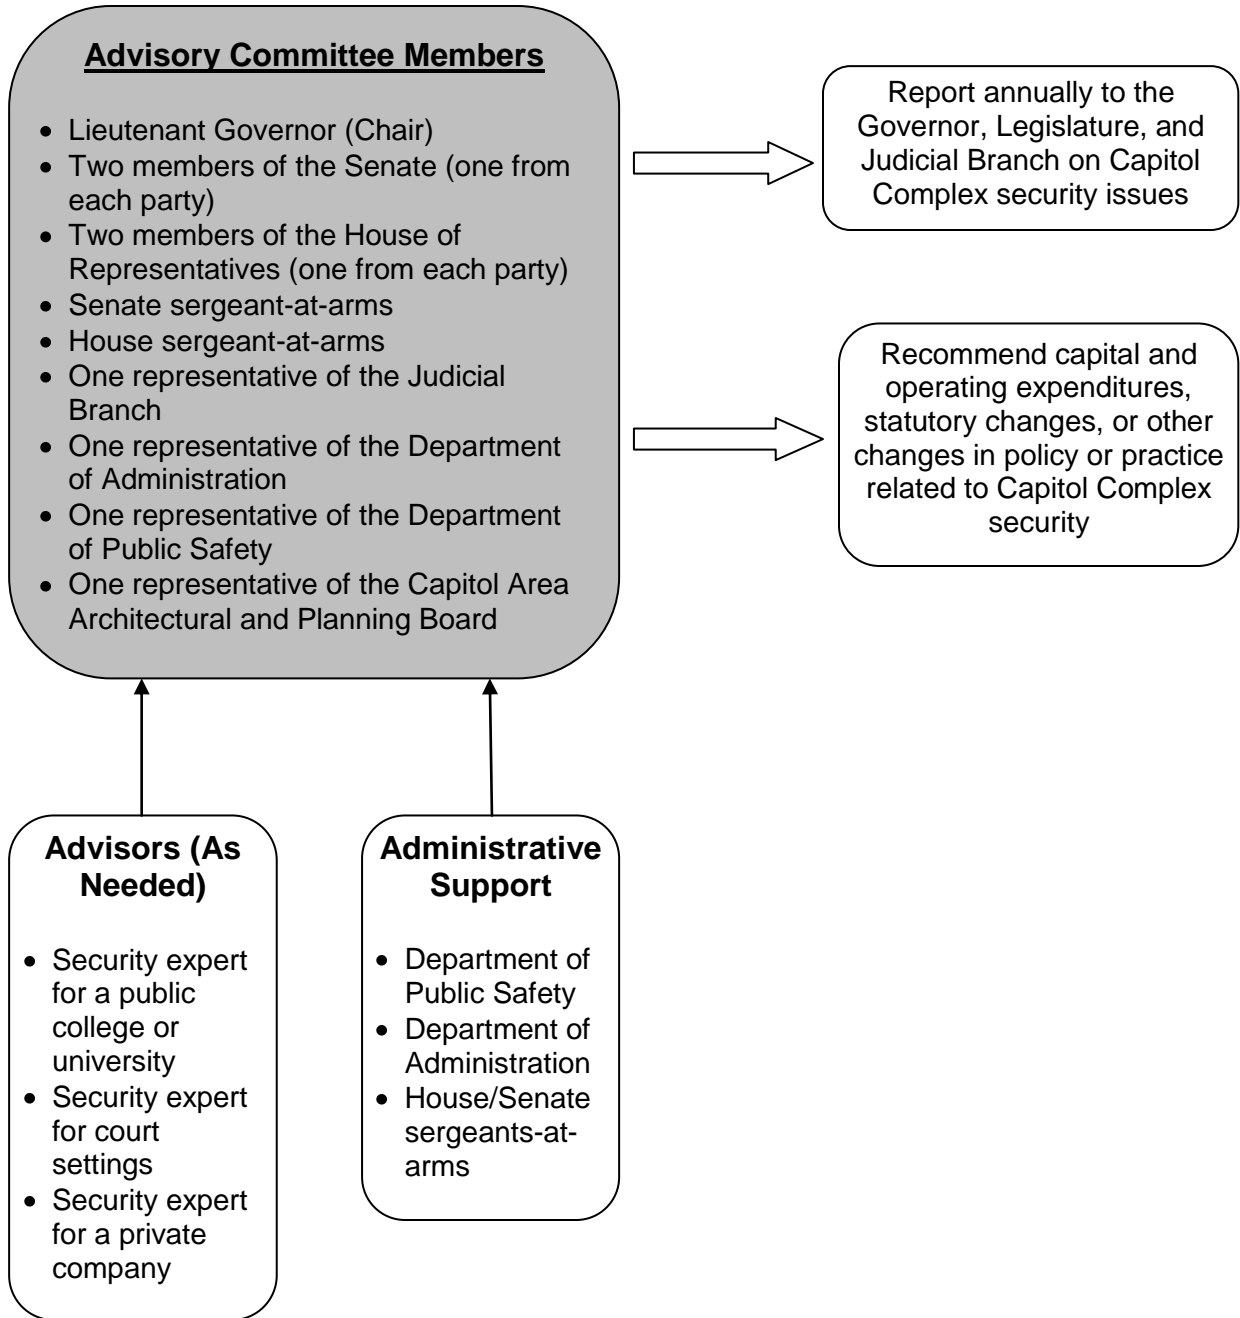 Advisory Committee Members
• Lieutenant Governor (Chair)
• Two members of the Senate (one from
each party)
• Two members of the House of
Representatives (one from each party)
• Senate sergeant-at-arms
• House sergeant-at-arms
• One representative of the Judicial
Branch
• One representative of the Department
of Administration
• One representative of the Department
of Public Safety
• One representative of the Capitol Area
Architectural and Planning Board
Report annually to the
Governor, Legislature, and
Judicial Branch on Capitol
Complex security issues
Recommend capital and
operating expenditures,
statutory changes, or other
changes in policy or practice
related to Capitol Complex
security
Advisors (As
Needed)
• Security expert
for a public
college or
university
• Security expert
for court
settings
• Security expert
for a private
company
Administrative
Support
• Department of
Public Safety
• Department of
Administration
• House/Senate
sergeants-at-
arms